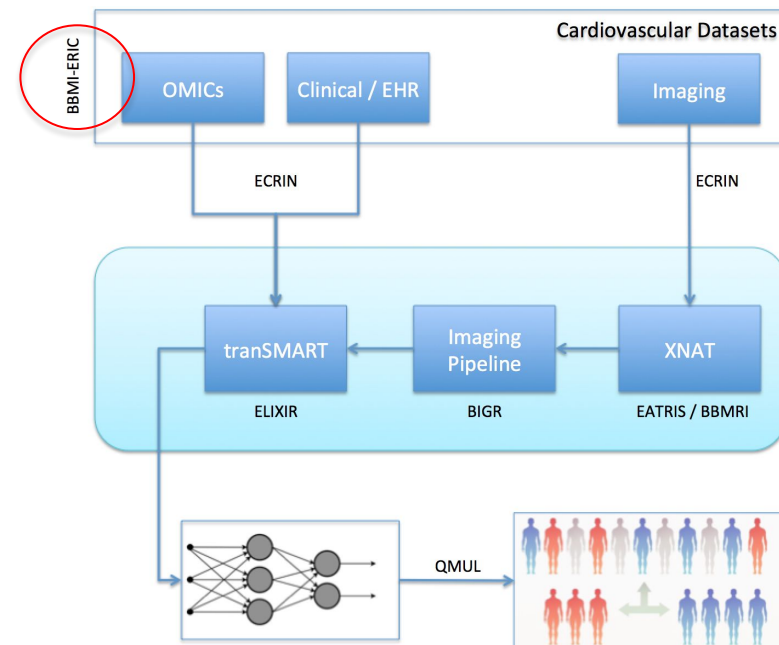 Cardiovascular Datasets
BBMI-ERIC
OMICs
Clinical / EHR
Imaging
ECRIN
ECRIN
tranSMART
Imaging
Pipeline
XNAT
ELIXIR
BIGR
EATRIS / BBMRI
QMUL